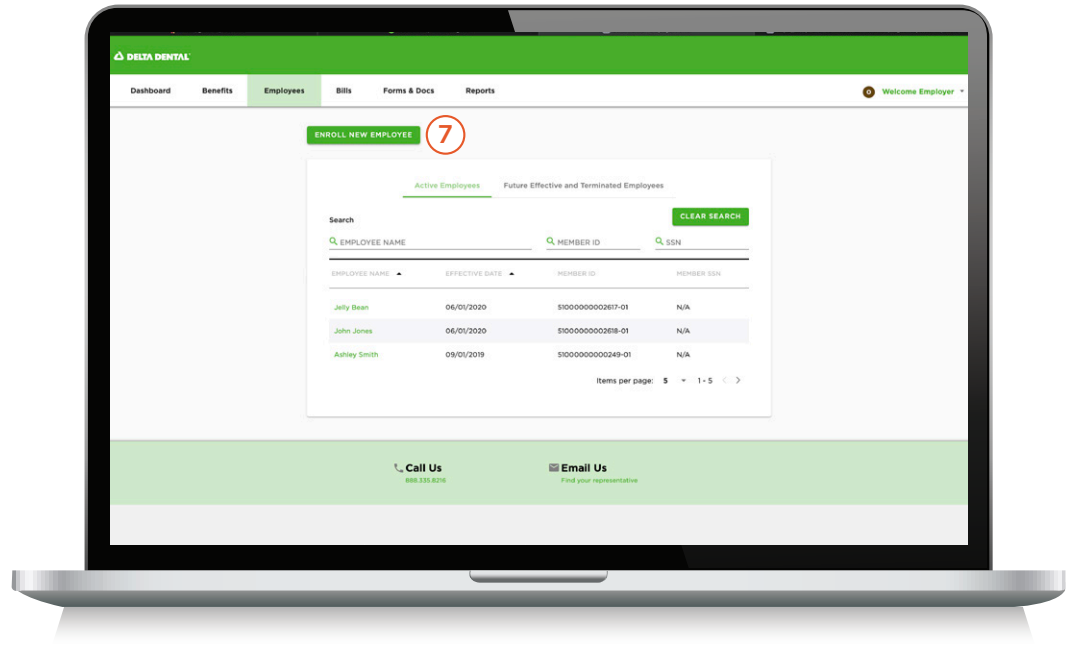 DELTA DENTAL
Dashboard Benefits Employees Bills Forms & Docs Reports Welcome Employer
ENROLL NEW EMPLOYEE 7
Active Employees Future Effective and Terminated Employees
Search CLEAR SEARCH
EMPLOYEE NAME MEMBER ID SSN
EMPLOYEE NAME EFFECTIVE DATE MEMBER ID MEMBER SSN
Jelly Bean 06/01/2020 51000000002617-01 N/A
John Jones 06/01/2020 51000000002618-01 N/A
Ashley Smith 09/01/2019 51000000000249-01 N/A
Items per page: 5 1 - 5
Call Us Email Us
888.335.8216 Find your representative